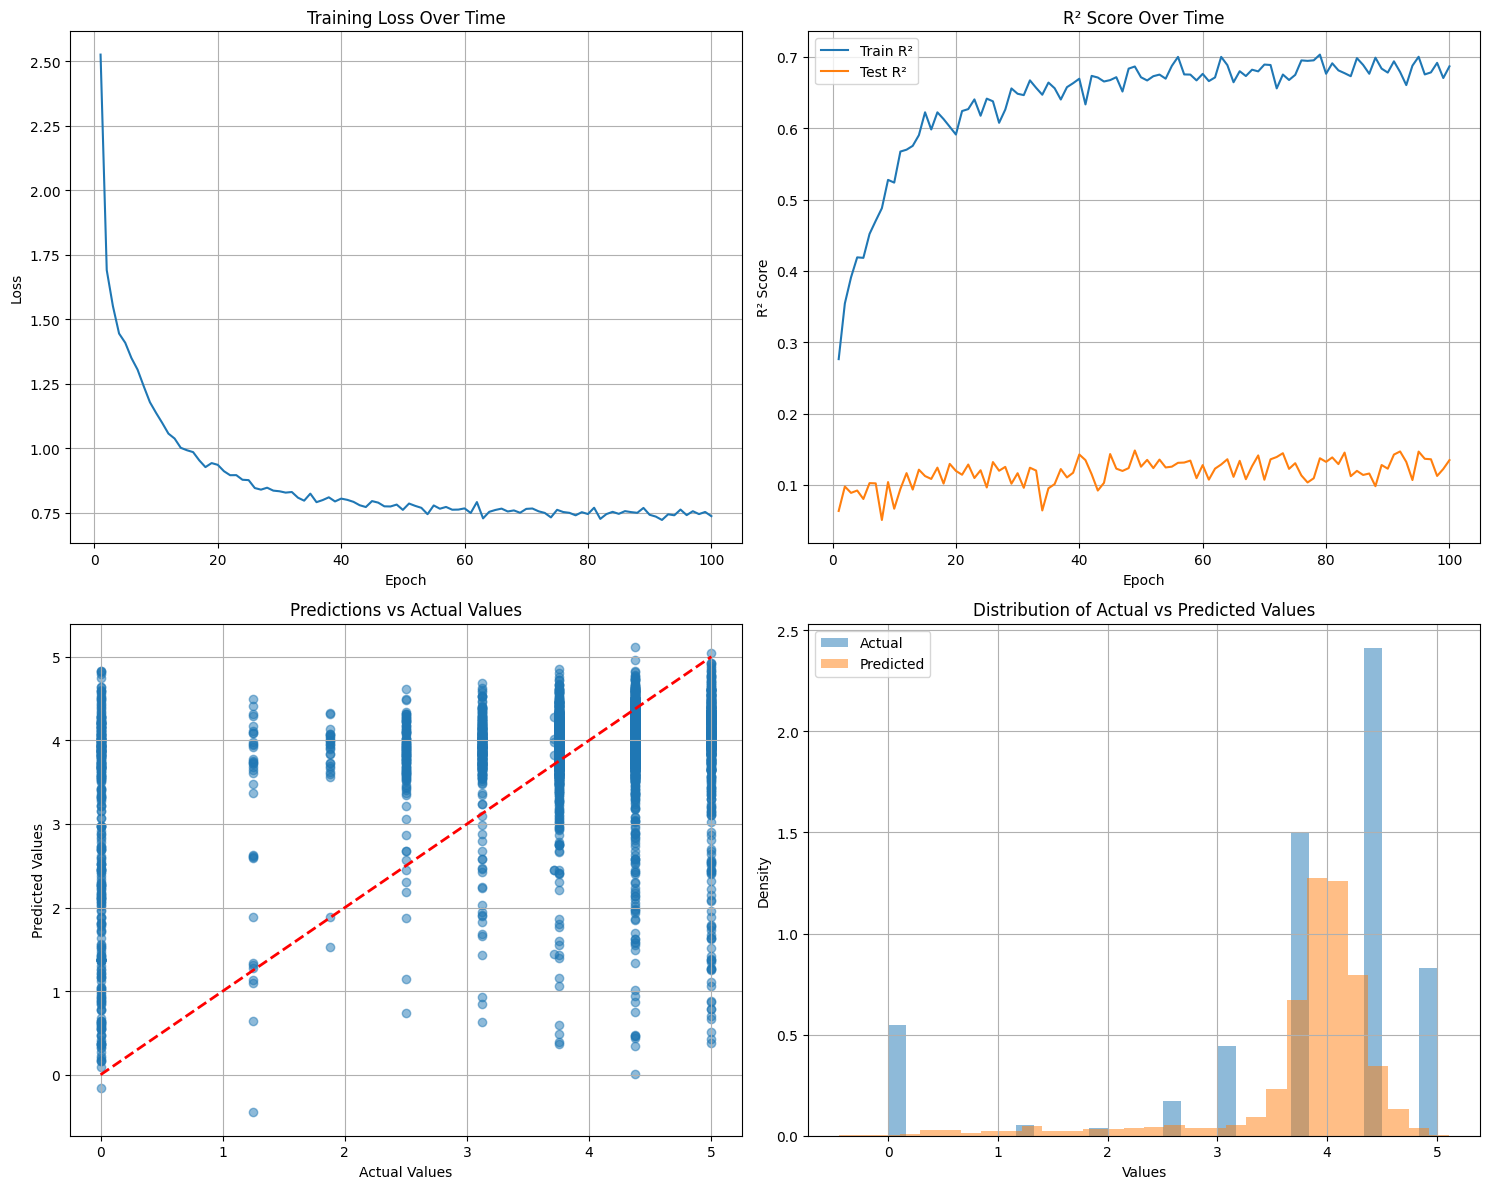 Training Loss Over Time
2.50
2.25
2.00
1.75
1.50
1.25
1.00
0.75
Loss
0 20 40 60 80 100
Epoch
R² Score Over Time
Train R²
Test R²
0.7
0.6
0.5
0.4
0.3
0.2
0.1
R² Score
0 20 40 60 80 100
Epoch
Predictions vs Actual Values
5
4
3
2
1
0
Predicted Values
0 1 2 3 4 5
Actual Values
Distribution of Actual vs Predicted Values
Actual
Predicted
2.5
2.0
1.5
1.0
0.5
0.0
Density
0 1 2 3 4 5
Values